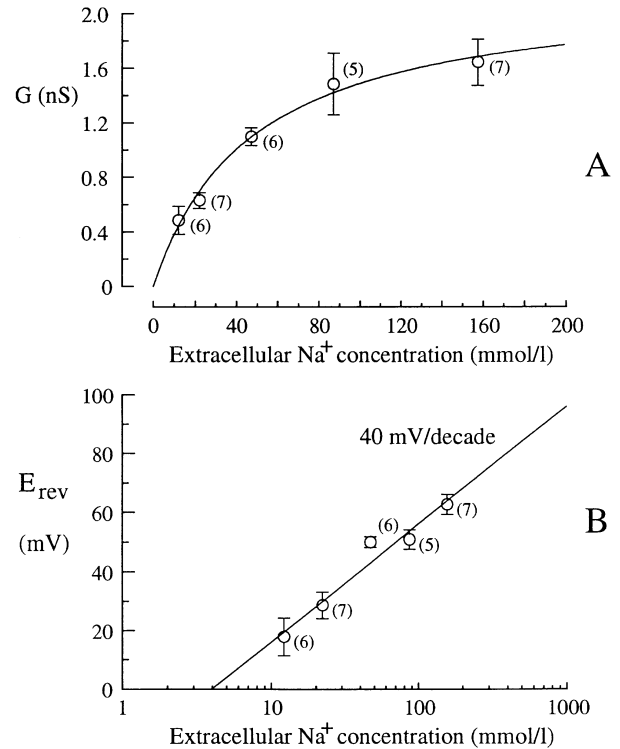 2.0
1.6
G (nS)
1.2
0.8
0.4
0
(6)
(7)
(6)
(5)
(7)
A
0 40 80 120 160 200
Extracellular Na+ concentration (mmol/l)
100
80
Erev
60
(mV)
40
20
0
40 mV/decade
(6)
(7)
(6)
(5)
(7)
B
1 10 100 1000
Extracellular Na+ concentration (mmol/l)